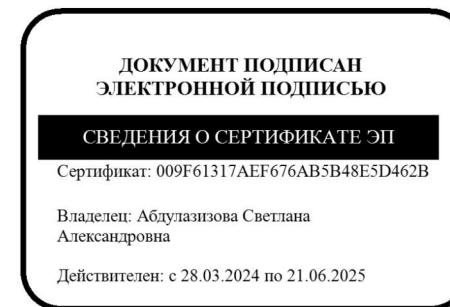 ДОКУМЕНТ ПОДПИСАН
ЭЛЕКТРОННОЙ ПОДПИСЬЮ
СВЕДЕНИЯ О СЕРТИФИКАТЕ ЭП
Сертификат: 009F61317AEF676AB5B48E5D462B
Владелец: Абдулазизова Светлана
Александровна
Действителен: с 28.03.2024 по 21.06.2025